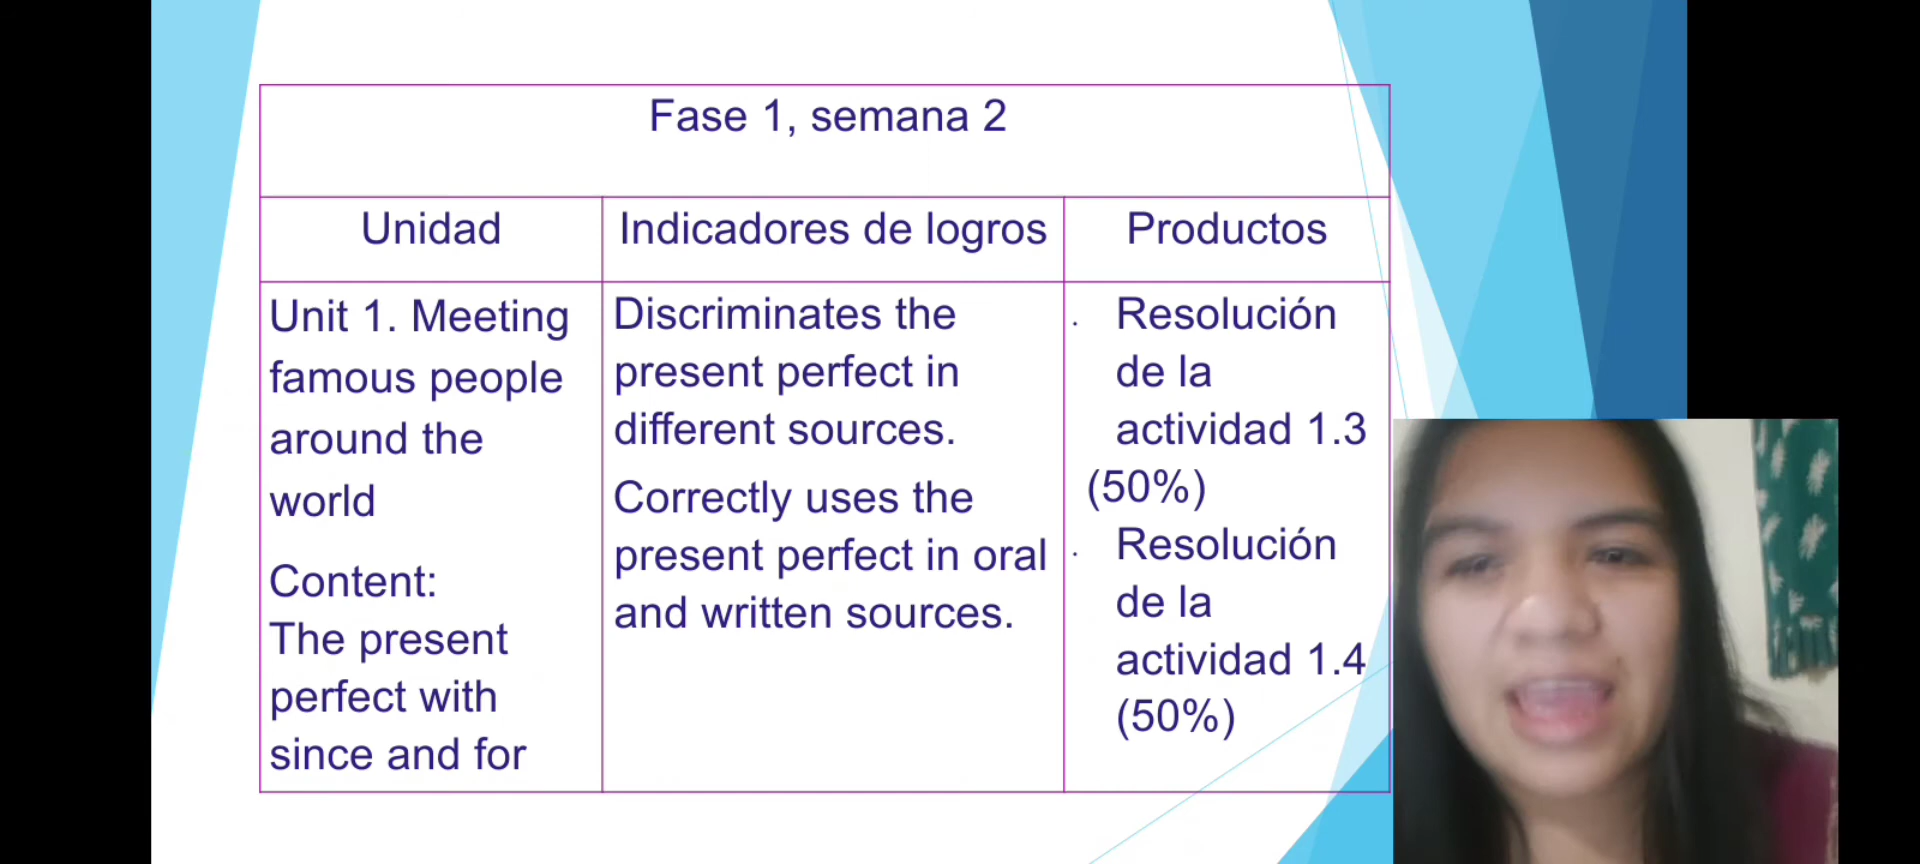 Fase 1, semana 2
Unidad
Indicadores de logros
Productos
Unit 1. Meeting
famous people
around the
world
Content:
The present
perfect with
since and for
Discriminates the
present perfect in
different sources.
Correctly uses the
present perfect in oral
and written sources.
· Resolución
de la
actividad 1.3
(50%)
· Resolución
de la
actividad 1.4
(50%)